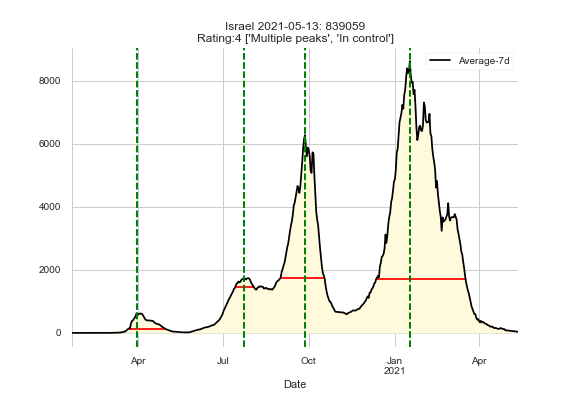 Israel 2021-05-13: 839059
Rating:4 ['Multiple peaks', 'In control']
Average-7d
8000
6000
4000
2000
0
Apr
Jul
Oct
Jan
2021
Apr
Date